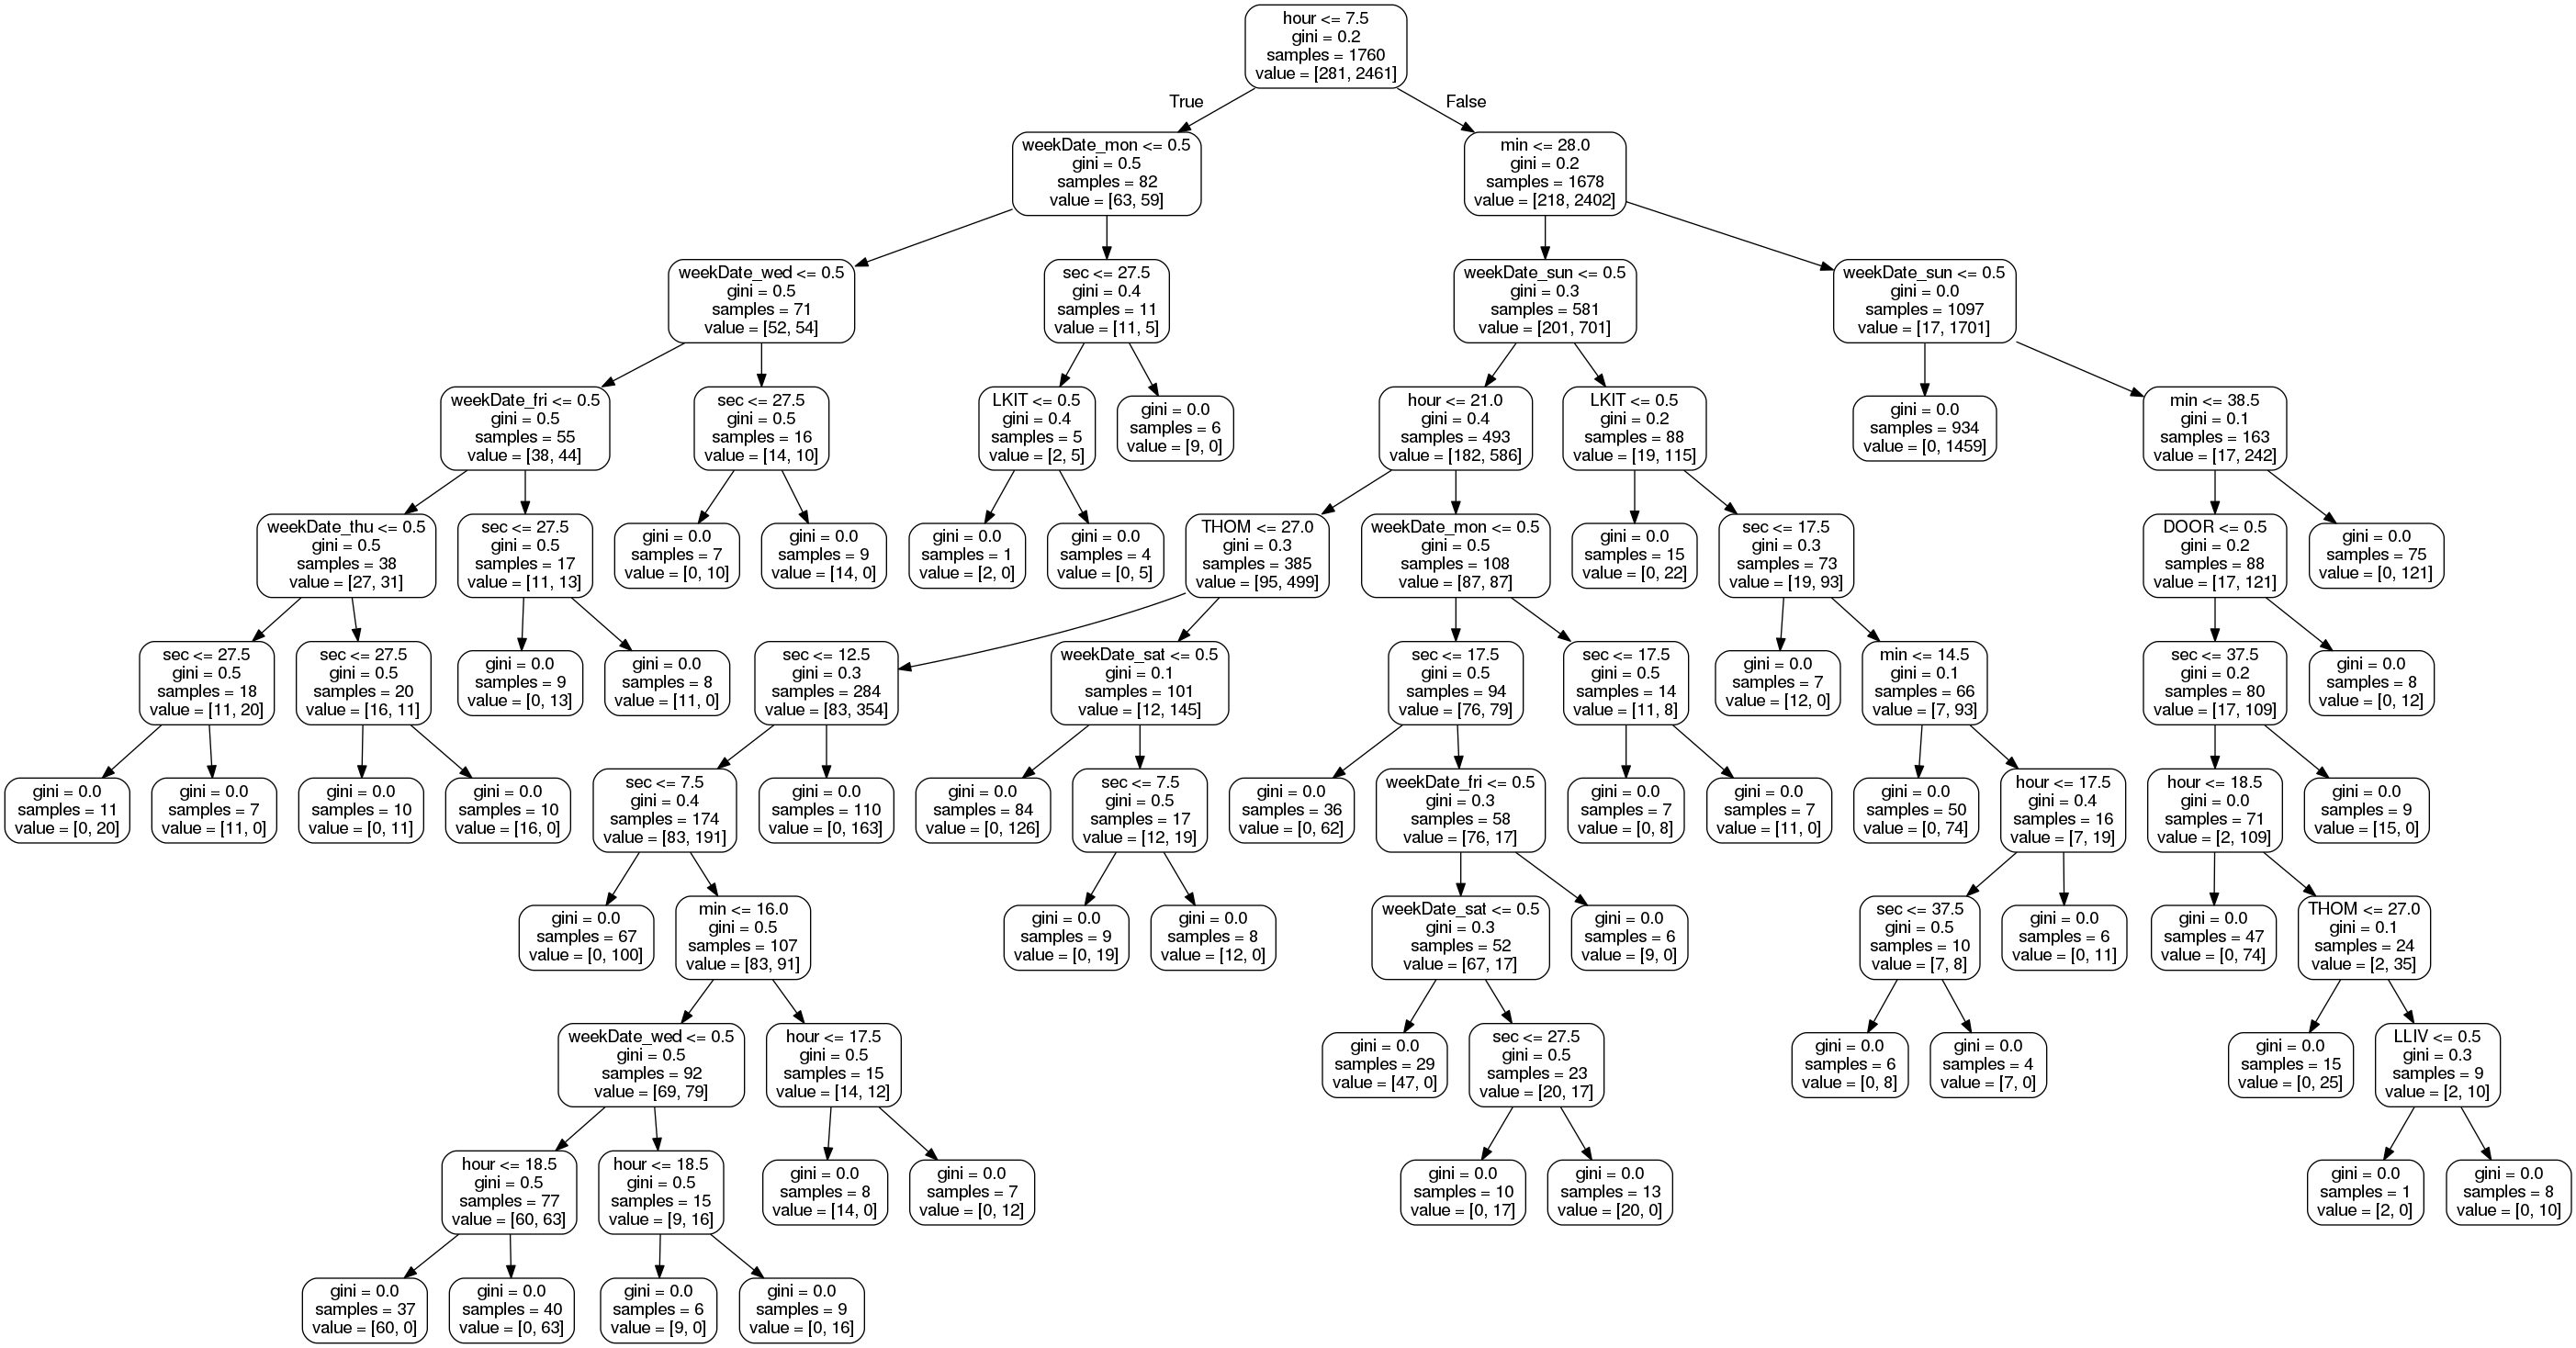 hour <= 7.5
gini = 0.2
samples = 1760
value = [281, 2461]
True
False
weekDate_mon <= 0.5
gini = 0.5
samples = 82
value = [63, 59]
min <= 28.0
gini = 0.2
samples = 1678
value = [218, 2402]
weekDate_wed <= 0.5
gini = 0.5
samples = 71
value = [52, 54]
sec <= 27.5
gini = 0.4
samples = 11
value = [11, 5]
weekDate_sun <= 0.5
gini = 0.3
samples = 581
value = [201, 701]
weekDate_sun <= 0.5
gini = 0.0
samples = 1097
value = [17, 1701]
weekDate_fri <= 0.5
gini = 0.5
samples = 55
value = [38, 44]
sec <= 27.5
gini = 0.5
samples = 16
value = [14, 10]
LKIT <= 0.5
gini = 0.4
samples = 5
value = [2, 5]
gini = 0.0
samples = 6
value = [9, 0]
hour <= 21.0
gini = 0.4
samples = 493
value = [182, 586]
LKIT <= 0.5
gini = 0.2
samples = 88
value = [19, 115]
gini = 0.0
samples = 934
value = [0, 1459]
min <= 38.5
gini = 0.1
samples = 163
value = [17, 242]
weekDate_thu <= 0.5
gini = 0.5
samples = 38
value = [27, 31]
sec <= 27.5
gini = 0.5
samples = 17
value = [11, 13]
gini = 0.0
samples = 7
value = [0, 10]
gini = 0.0
samples = 9
value = [14, 0]
gini = 0.0
samples = 1
value = [2, 0]
gini = 0.0
samples = 4
value = [0, 5]
THOM <= 27.0
gini = 0.3
samples = 385
value = [95, 499]
weekDate_mon <= 0.5
gini = 0.5
samples = 108
value = [87, 87]
gini = 0.0
samples = 15
value = [0, 22]
sec <= 17.5
gini = 0.3
samples = 73
value = [19, 93]
DOOR <= 0.5
gini = 0.2
samples = 88
value = [17, 121]
gini = 0.0
samples = 75
value = [0, 121]
sec <= 27.5
gini = 0.5
samples = 18
value = [11, 20]
sec <= 27.5
gini = 0.5
samples = 20
value = [16, 11]
gini = 0.0
samples = 9
value = [0, 13]
gini = 0.0
samples = 8
value = [11, 0]
sec <= 12.5
gini = 0.3
samples = 284
value = [83, 354]
weekDate_sat <= 0.5
gini = 0.1
samples = 101
value = [12, 145]
sec <= 17.5
gini = 0.5
samples = 94
value = [76, 79]
sec <= 17.5
gini = 0.5
samples = 14
value = [11, 8]
gini = 0.0
samples = 7
value = [12, 0]
min <= 14.5
gini = 0.1
samples = 66
value = [7, 93]
sec <= 37.5
gini = 0.2
samples = 80
value = [17, 109]
gini = 0.0
samples = 8
value = [0, 12]
gini = 0.0
samples = 11
value = [0, 20]
gini = 0.0
samples = 7
value = [11, 0]
gini = 0.0
samples = 10
value = [0, 11]
gini = 0.0
samples = 10
value = [16, 0]
sec <= 7.5
gini = 0.4
samples = 174
value = [83, 191]
gini = 0.0
samples = 110
value = [0, 163]
gini = 0.0
samples = 84
value = [0, 126]
sec <= 7.5
gini = 0.5
samples = 17
value = [12, 19]
gini = 0.0
samples = 36
value = [0, 62]
weekDate_fri <= 0.5
gini = 0.3
samples = 58
value = [76, 17]
gini = 0.0
samples = 7
value = [0, 8]
gini = 0.0
samples = 7
value = [11, 0]
gini = 0.0
samples = 50
value = [0, 74]
hour <= 17.5
gini = 0.4
samples = 16
value = [7, 19]
hour <= 18.5
gini = 0.0
samples = 71
value = [2, 109]
gini = 0.0
samples = 9
value = [15, 0]
gini = 0.0
samples = 67
value = [0, 100]
min <= 16.0
gini = 0.5
samples = 107
value = [83, 91]
gini = 0.0
samples = 9
value = [0, 19]
gini = 0.0
samples = 8
value = [12, 0]
weekDate_sat <= 0.5
gini = 0.3
samples = 52
value = [67, 17]
gini = 0.0
samples = 6
value = [9, 0]
sec <= 37.5
gini = 0.5
samples = 10
value = [7, 8]
gini = 0.0
samples = 6
value = [0, 11]
gini = 0.0
samples = 47
value = [0, 74]
THOM <= 27.0
gini = 0.1
samples = 24
value = [2, 35]
weekDate_wed <= 0.5
gini = 0.5
samples = 92
value = [69, 79]
hour <= 17.5
gini = 0.5
samples = 15
value = [14, 12]
gini = 0.0
samples = 29
value = [47, 0]
sec <= 27.5
gini = 0.5
samples = 23
value = [20, 17]
gini = 0.0
samples = 6
value = [0, 8]
gini = 0.0
samples = 4
value = [7, 0]
gini = 0.0
samples = 15
value = [0, 25]
LLIV <= 0.5
gini = 0.3
samples = 9
value = [2, 10]
hour <= 18.5
gini = 0.5
samples = 77
value = [60, 63]
hour <= 18.5
gini = 0.5
samples = 15
value = [9, 16]
gini = 0.0
samples = 8
value = [14, 0]
gini = 0.0
samples = 7
value = [0, 12]
gini = 0.0
samples = 10
value = [0, 17]
gini = 0.0
samples = 13
value = [20, 0]
gini = 0.0
samples = 1
value = [2, 0]
gini = 0.0
samples = 8
value = [0, 10]
gini = 0.0
samples = 37
value = [60, 0]
gini = 0.0
samples = 40
value = [0, 63]
gini = 0.0
samples = 6
value = [9, 0]
gini = 0.0
samples = 9
value = [0, 16]